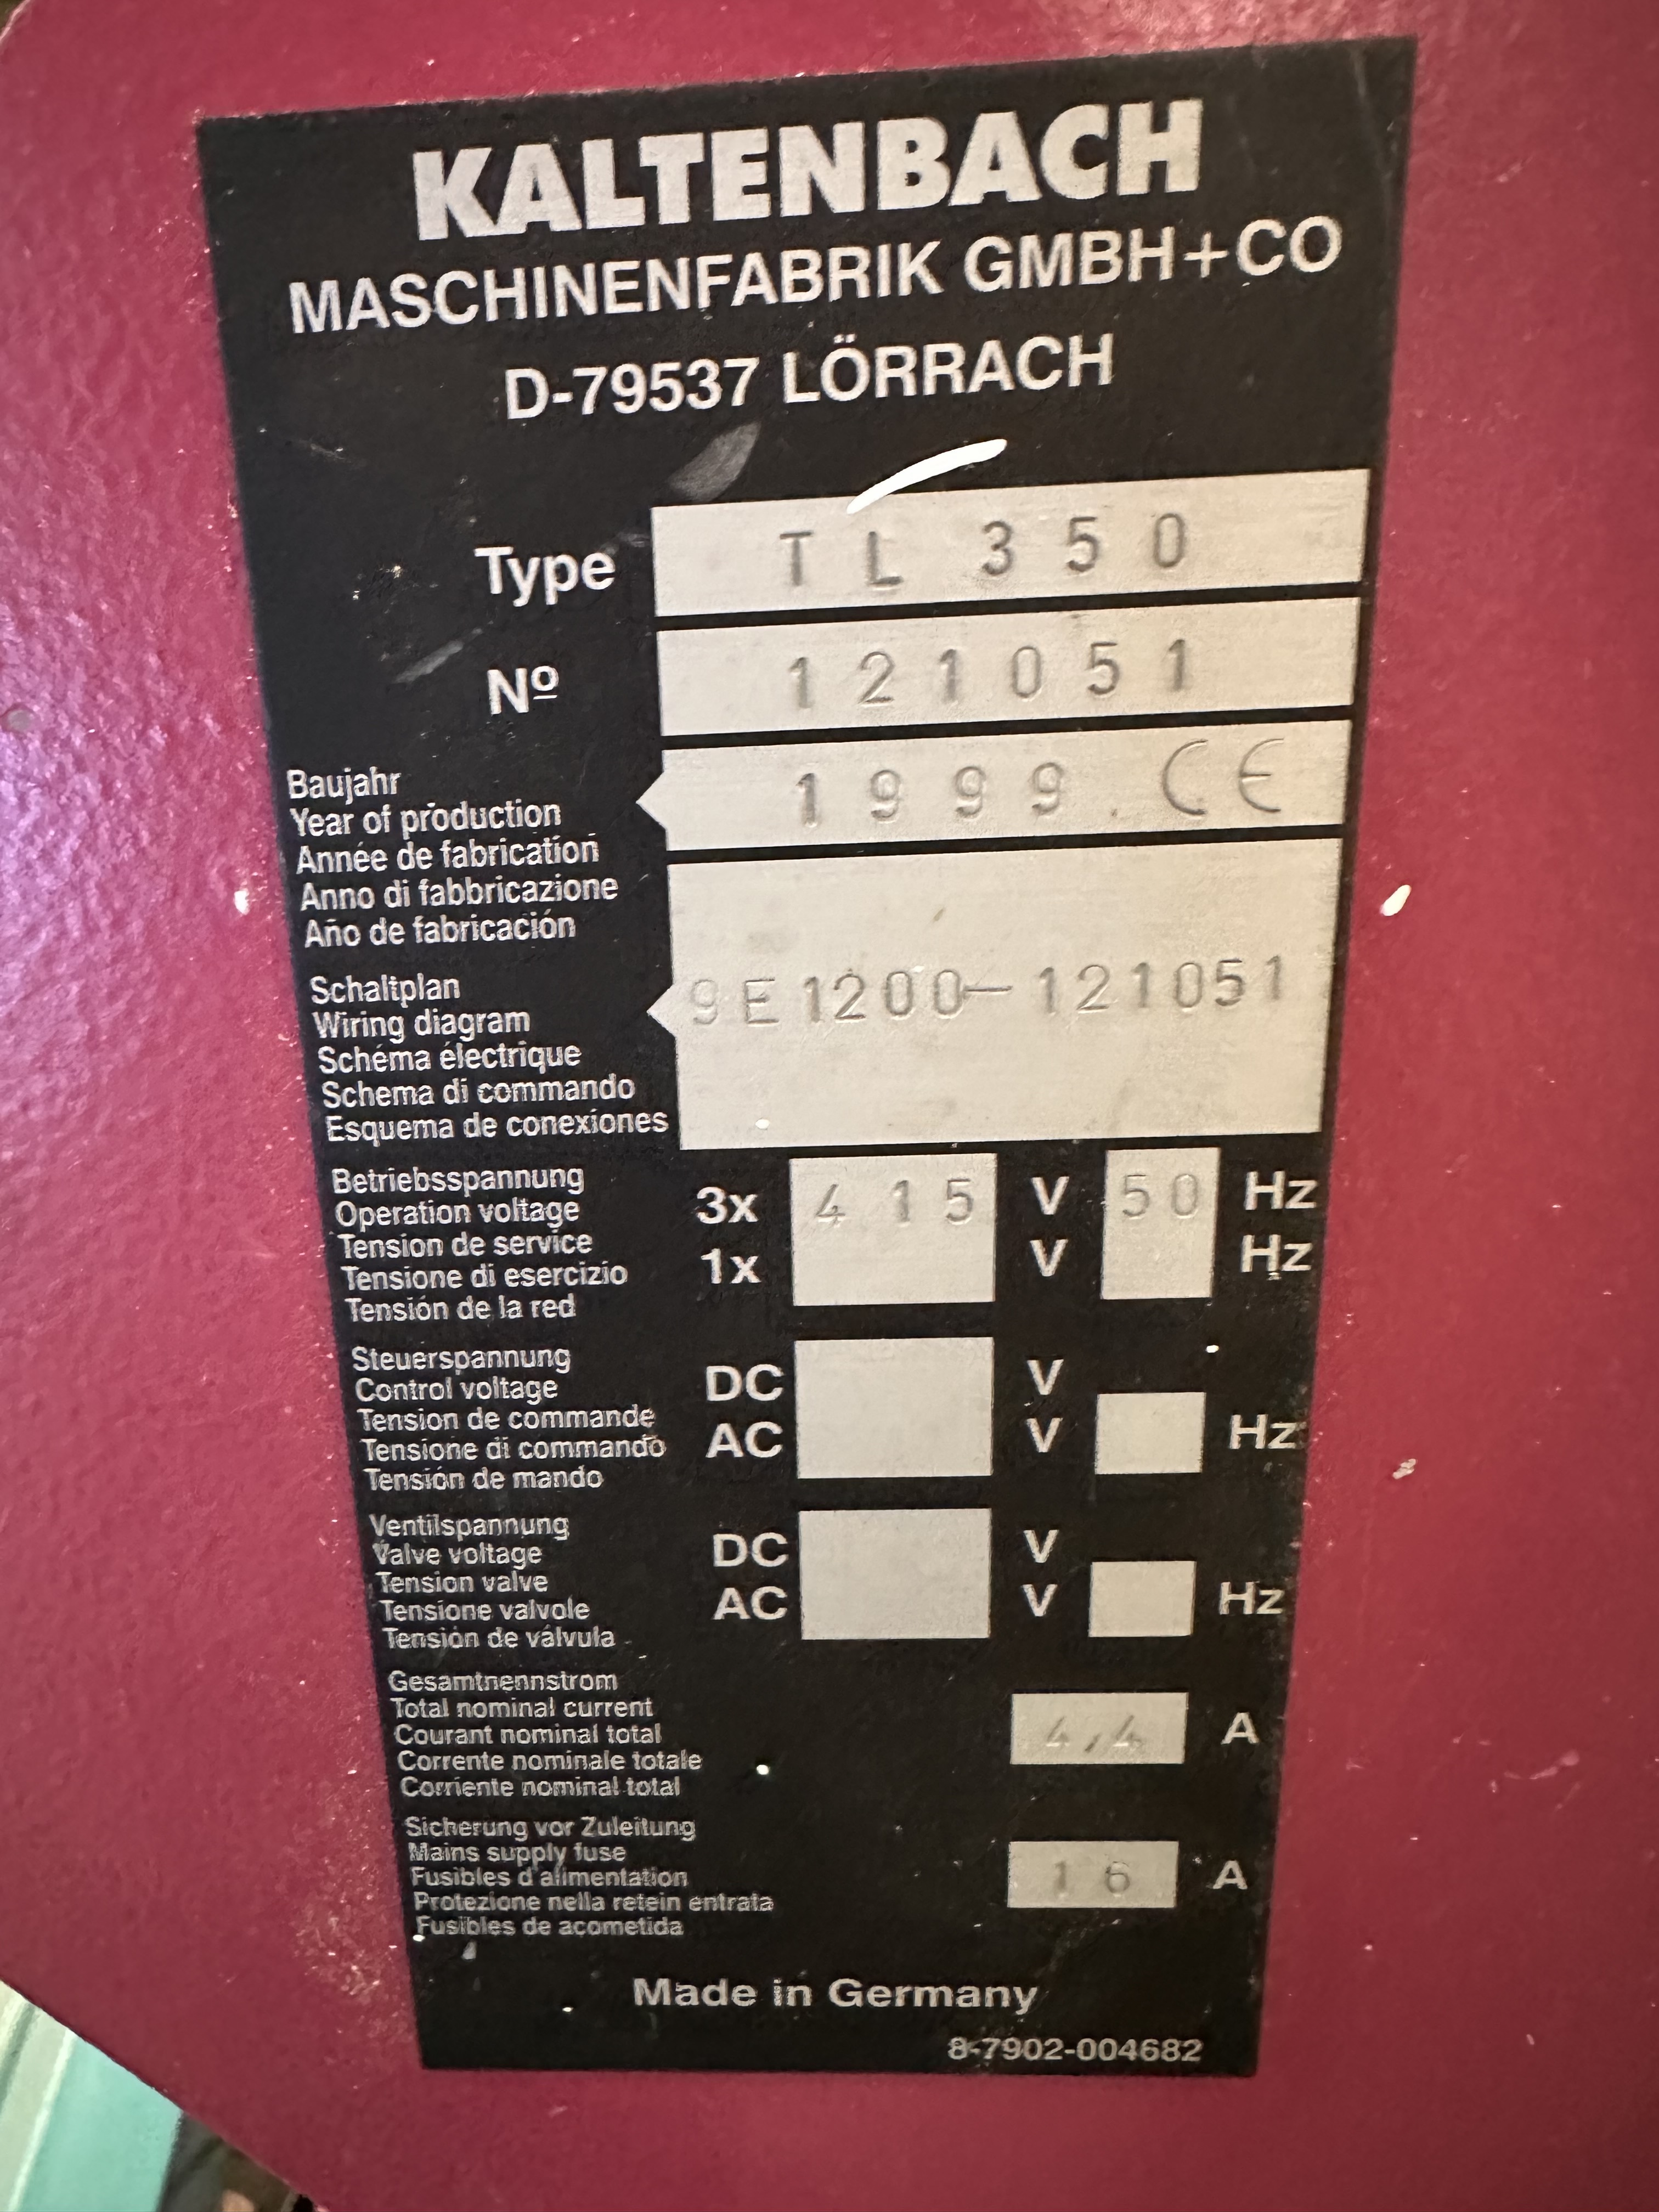 KALTENBACH
MASCHINENFABRIK GMBH+CO
D-79537 LÖRRACH
Type TL 350
Nº 121051
Baujahr
Year of production 1999 CE
Année de fabrication
Anno di fabbricazione
Año de fabricación
Schaltplan
Wiring diagram 9E1200-121051
Schéma électrique
Schema di commando
Esquema de conexiones
Betriebsspannung
Operation voltage 3x 415 V 50 Hz
Tension de service
Tensione di esercizio 1x V Hz
Tensión de la red
Steuerspannung
Control voltage DC V
Tension de commande
Tensione di commando AC V Hz
Tensión de mando
Ventilspannung
Valve voltage DC V
Tension valve
Tensione valvole AC V Hz
Tensión de válvula
Gesamtnennstrom
Total nominal current
Courant nominal total 4,4 A
Corrente nominale totale
Corriente nominal total
Sicherung vor Zuleitung
Mains supply fuse
Fusibles d'alimentation 16 A
Protezione nella retein entrata
Fusibles de acometida
Made in Germany
8-7902-004682